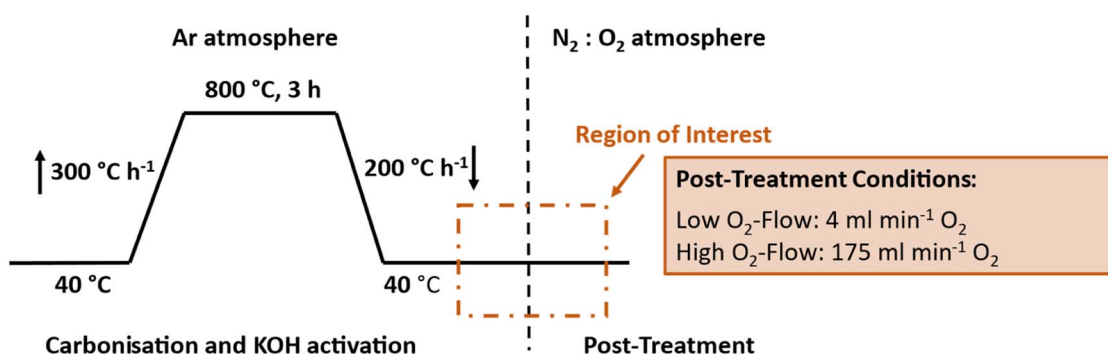 Ar atmosphere
N₂ : O₂ atmosphere
800 °C, 3 h
Region of Interest
300 °C h⁻¹
200 °C h⁻¹
Post-Treatment Conditions:
Low O₂-Flow: 4 ml min⁻¹ O₂
High O₂-Flow: 175 ml min⁻¹ O₂
40 °C
40 °C
Carbonisation and KOH activation
Post-Treatment